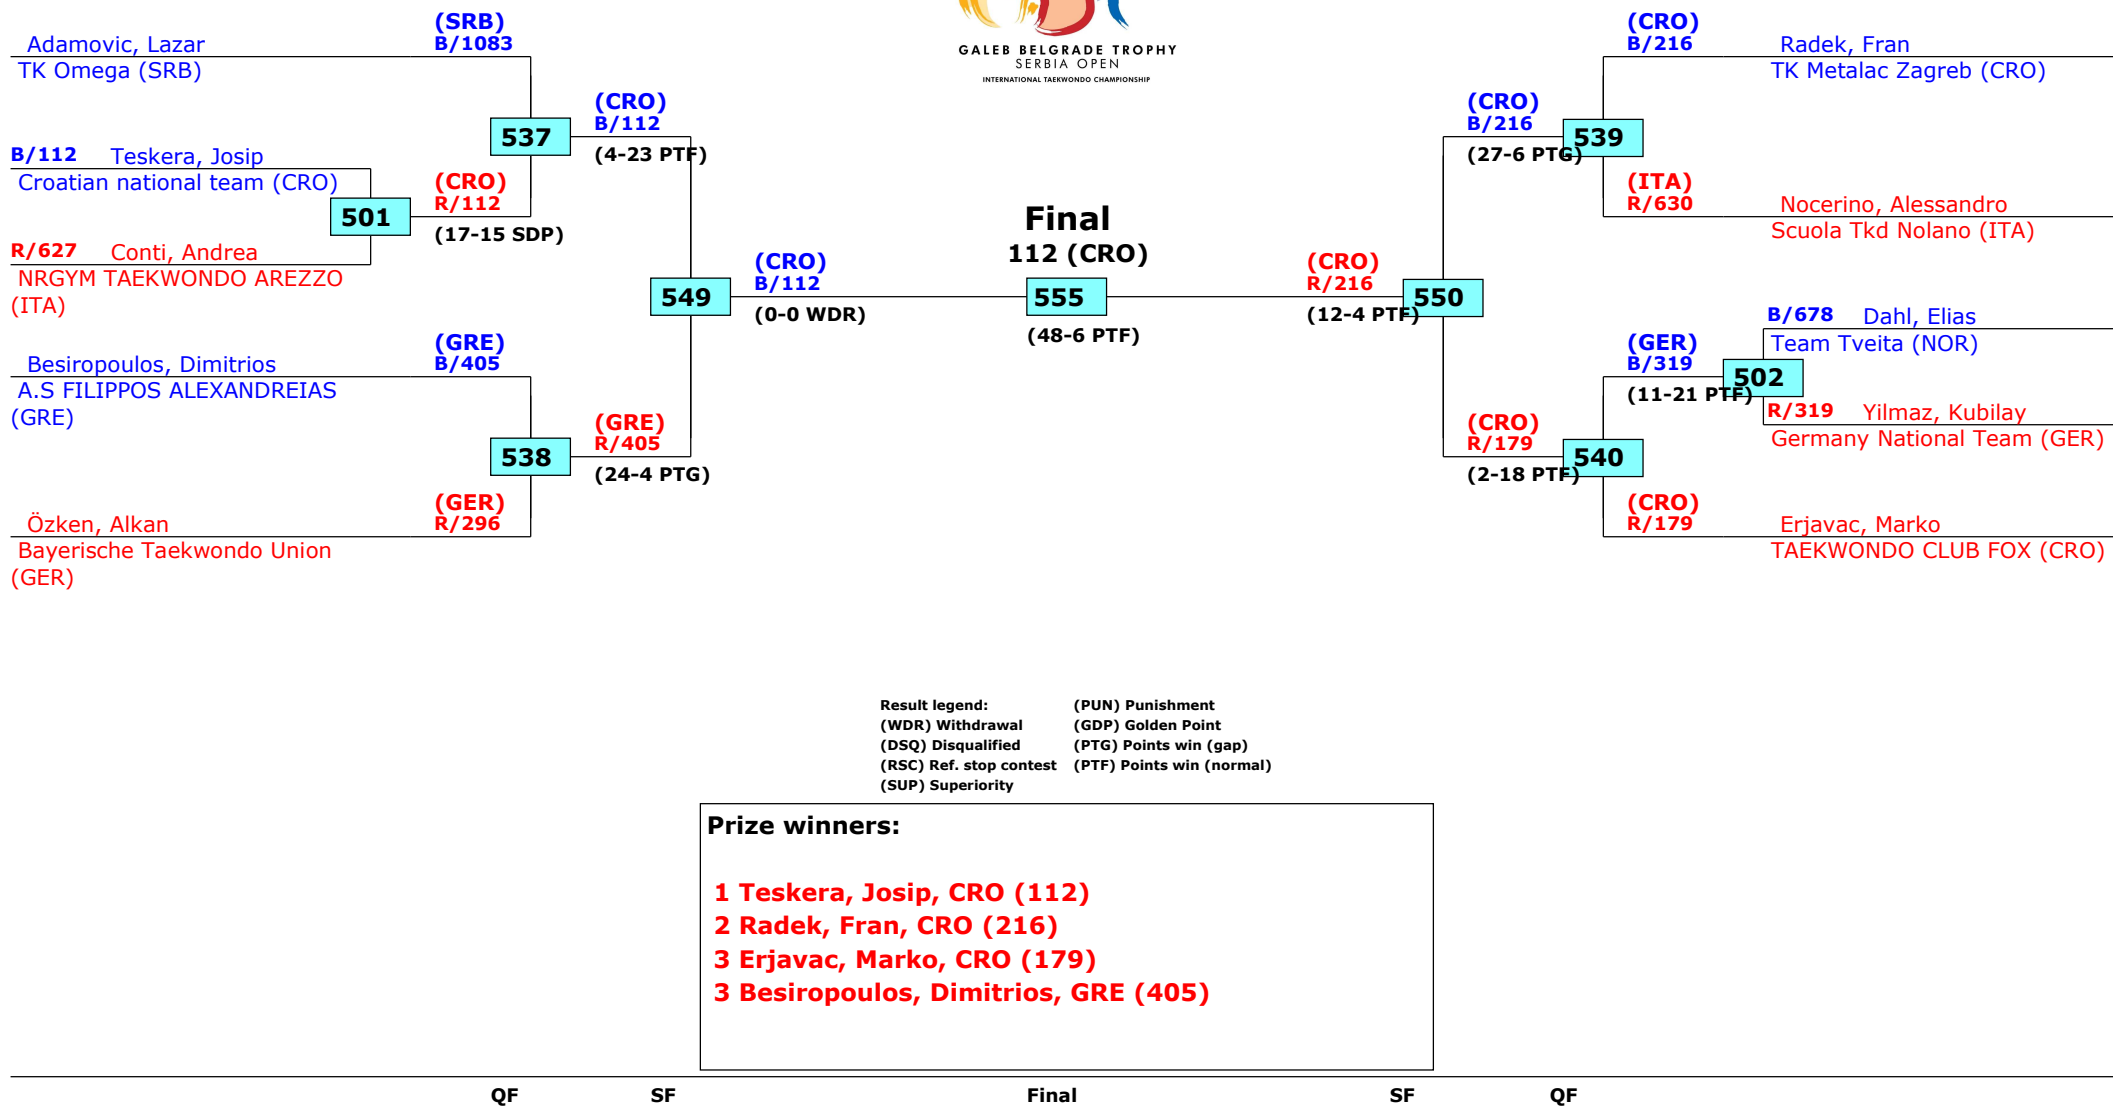 GALEB BELGRADE TROPHY
SERBIA OPEN
INTERNATIONAL TAEKWONDO CHAMPIONSHIP
(SRB)
B/1083
Adamovic, Lazar
TK Omega (SRB)
537
(CRO)
B/112
(4-23 PTF)
B/112 Teskera, Josip
Croatian national team (CRO)
501
(CRO)
R/112
(17-15 SDP)
R/627 Conti, Andrea
NRGYM TAEKWONDO AREZZO
(ITA)
549
(CRO)
B/112
(0-0 WDR)
(GRE)
B/405
Besiropoulos, Dimitrios
A.S FILIPPOS ALEXANDREIAS
(GRE)
538
(GRE)
R/405
(24-4 PTG)
(GER)
R/296
Özken, Alkan
Bayerische Taekwondo Union
(GER)
Final
112 (CRO)
555
(48-6 PTF)
(CRO)
R/216
(12-4 PTF)
550
(CRO)
B/216
(27-6 PTG)
539
(CRO)
B/216
Radek, Fran
TK Metalac Zagreb (CRO)
(ITA)
R/630
Nocerino, Alessandro
Scuola Tkd Nolano (ITA)
B/678 Dahl, Elias
Team Tveita (NOR)
(GER)
B/319
(11-21 PTF)
502
R/319 Yilmaz, Kubilay
Germany National Team (GER)
(CRO)
R/179
(2-18 PTF)
540
(CRO)
R/179
Erjavac, Marko
TAEKWONDO CLUB FOX (CRO)
Result legend: (PUN) Punishment
(WDR) Withdrawal (GDP) Golden Point
(DSQ) Disqualified (PTG) Points win (gap)
(RSC) Ref. stop contest (PTF) Points win (normal)
(SUP) Superiority
Prize winners:
1 Teskera, Josip, CRO (112)
2 Radek, Fran, CRO (216)
3 Erjavac, Marko, CRO (179)
3 Besiropoulos, Dimitrios, GRE (405)
QF SF Final SF QF